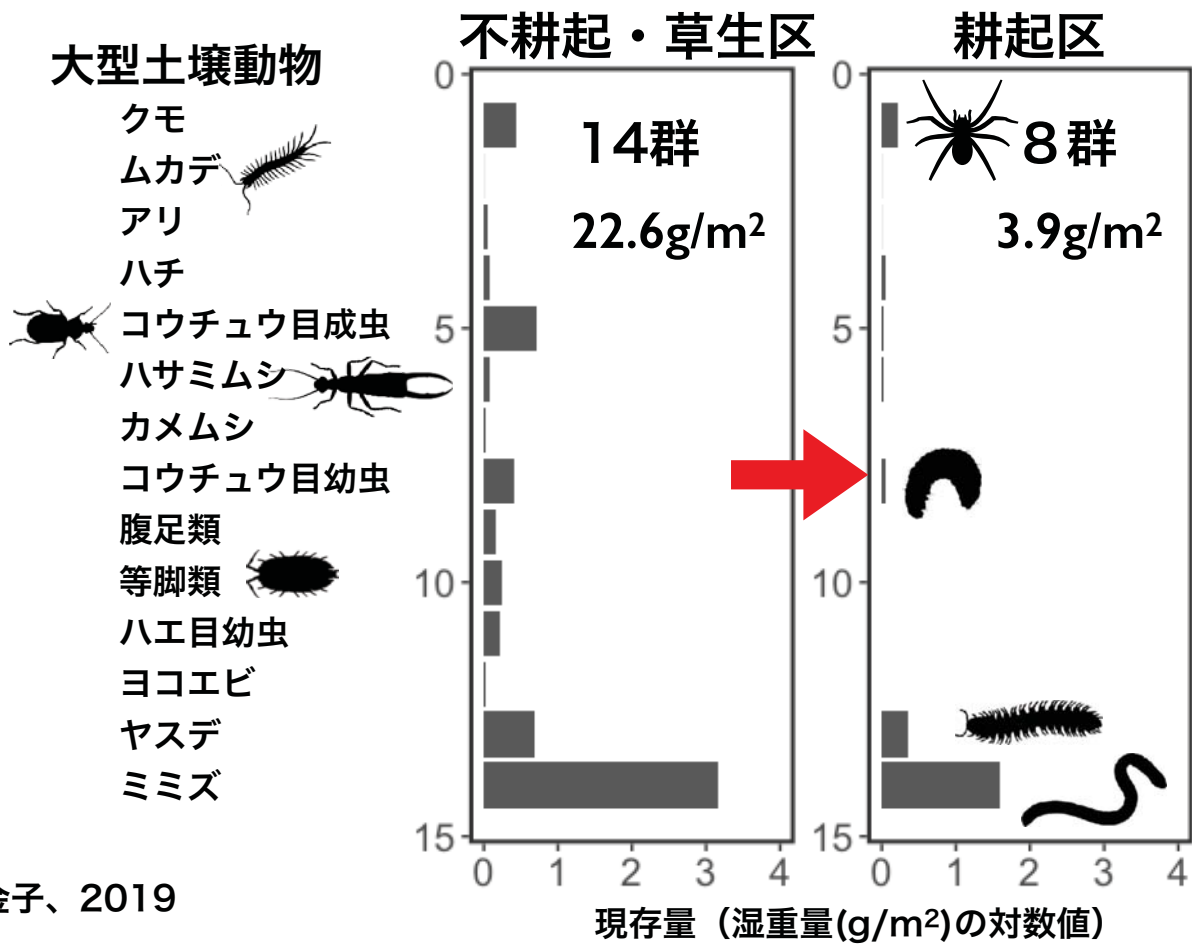 大型土壌動物
クモ
ムカデ
アリ
ハチ
コウチュウ目成虫
ハサミムシ
カメムシ
コウチュウ目幼虫
腹足類
等脚類
ハエ目幼虫
ヨコエビ
ヤスデ
ミミズ
不耕起・草生区
14群
22.6g/m²
0
5
10
15
0 1 2 3 4
耕起区
8群
3.9g/m²
0
5
10
15
0 1 2 3 4
現存量（湿重量(g/m²)の対数値）
金子、2019